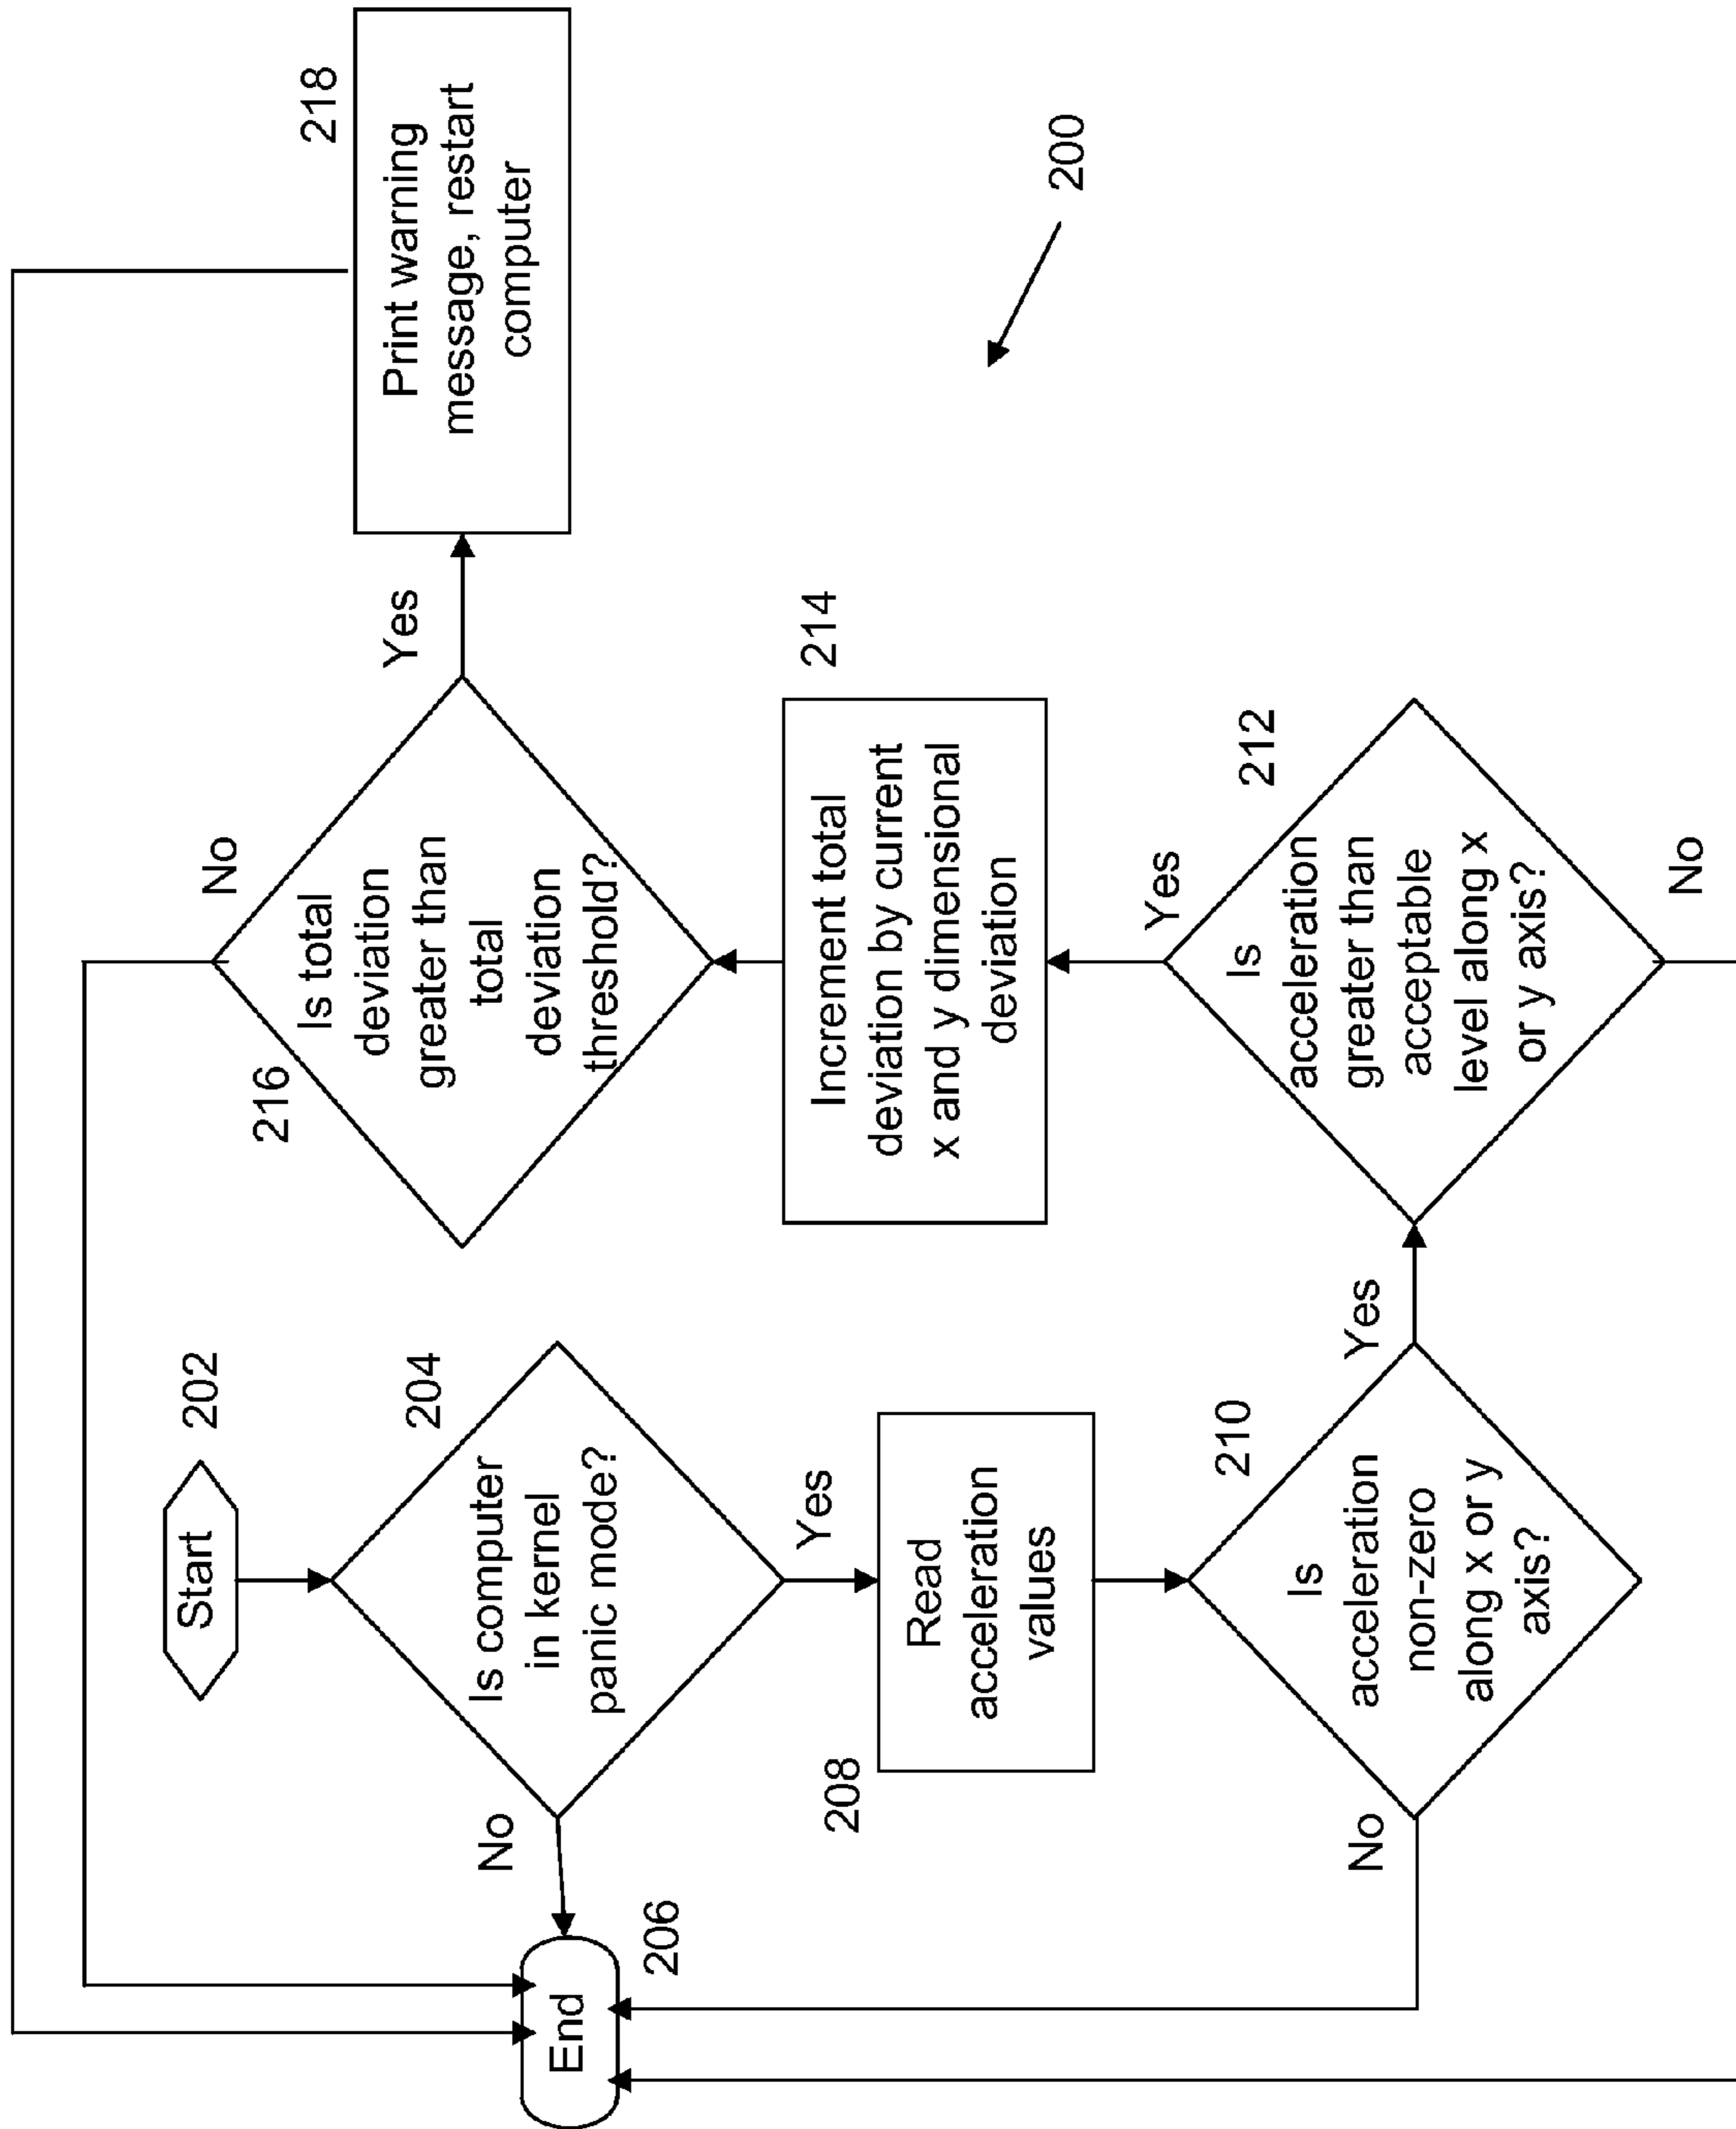 Start
202
Is computer
in kernel
panic mode?
204
No
Yes
End
206
208
Read
acceleration
values
210
Is
acceleration
non-zero
along x or y
axis?
No
Yes
212
Is
acceleration
greater than
acceptable
level along x
or y axis?
Yes
No
214
Increment total
deviation by current
x and y dimensional
deviation
216
Is total
deviation
greater than
total
deviation
threshold?
No
Yes
218
Print warning
message, restart
computer
200